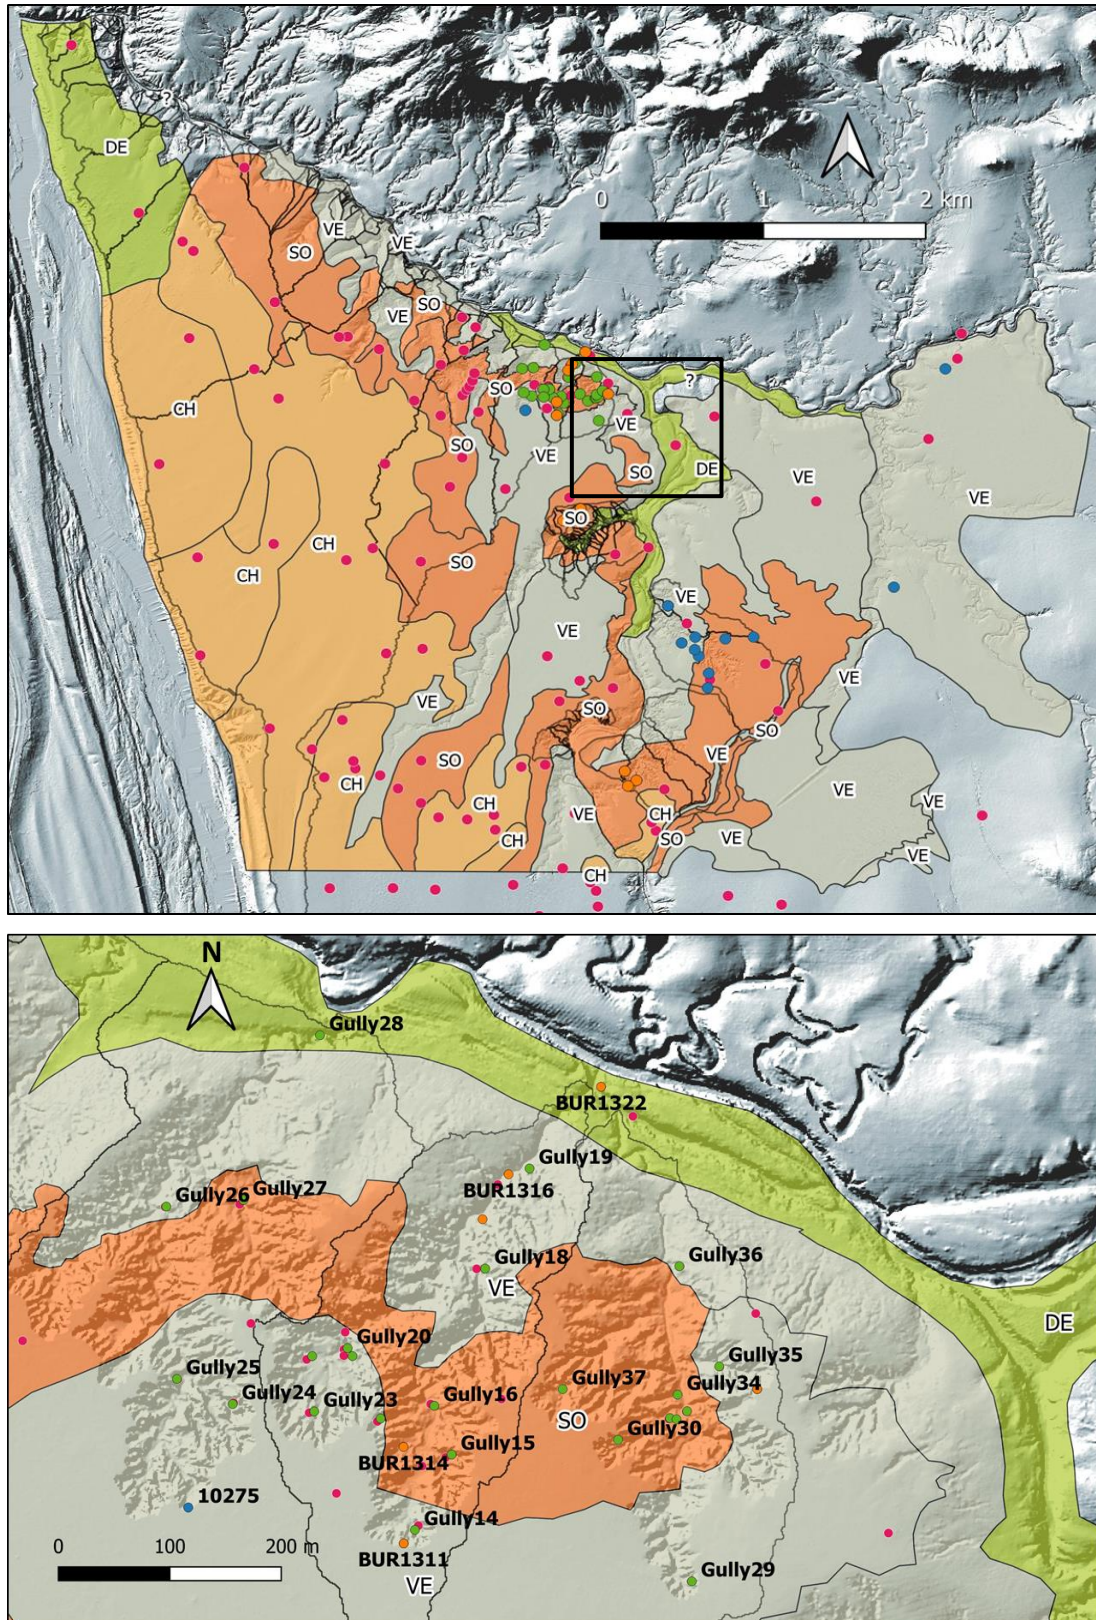 ?
DE
0 1 2 km
VE
SO
VE
SO
VE
?
SO
CH
VE
SO
VE
VE
SO
DE
VE
VE
SO
CH
SO
CH
VE
VE
VE
VE
SO
SO
SO
VE
CH
VE
VE
CH
VE
CH
SO
VE
CH
VE
CH
N
Gully28
BUR1322
Gully19
Gully26
Gully27
BUR1316
Gully36
Gully18
VE
DE
Gully20
Gully35
Gully25
Gully37
Gully34
Gully24
Gully23
Gully16
SO
Gully30
Gully15
BUR1314
10275
Gully14
0 100 200 m
BUR1311
Gully29
VE